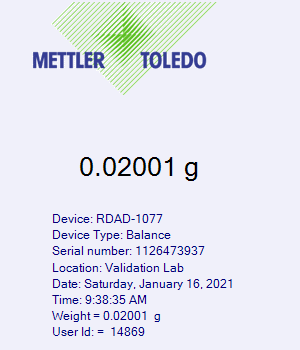 METTLER TOLEDO
0.02001 g
Device: RDAD-1077
Device Type: Balance
Serial number: 1126473937
Location: Validation Lab
Date: Saturday, January 16, 2021
Time: 9:38:35 AM
Weight = 0.02001  g
User Id: =  14869